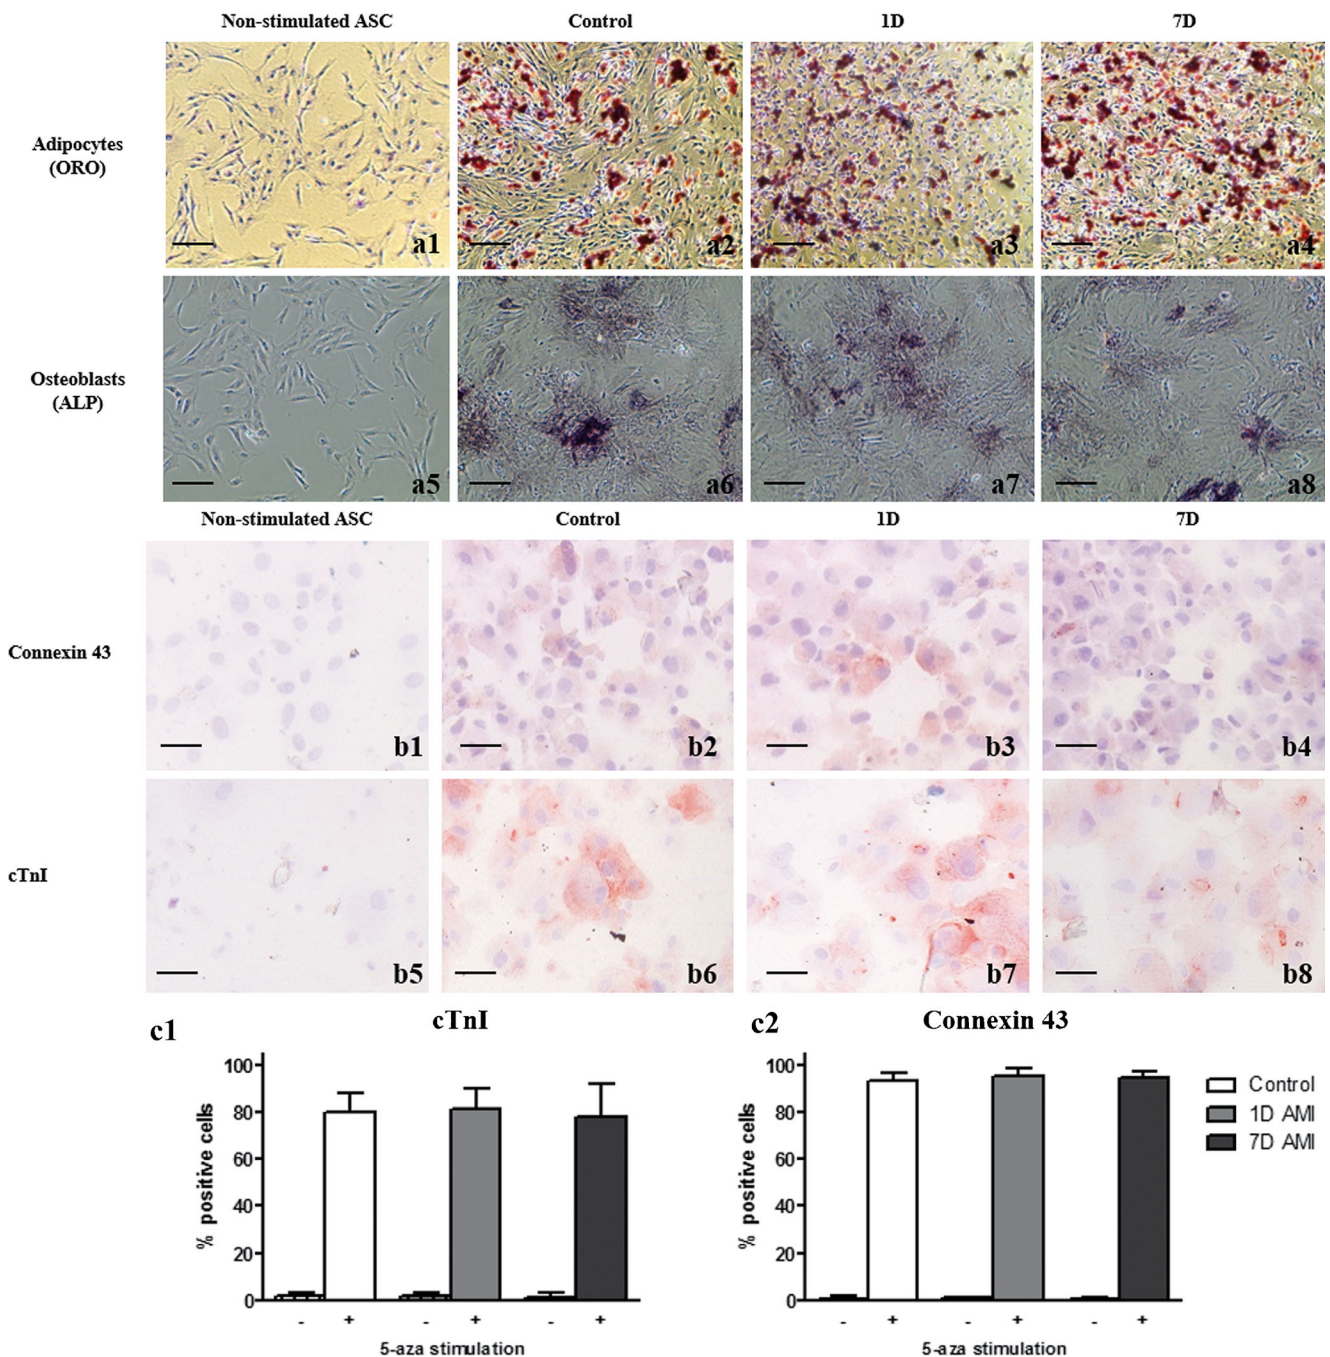 Non-stimulated ASC Control 1D 7D
Adipocytes
(ORO)
a1 a2 a3 a4
Osteoblasts
(ALP)
a5 a6 a7 a8
Non-stimulated ASC Control 1D 7D
Connexin 43
b1 b2 b3 b4
cTnI
b5 b6 b7 b8
c1 cTnI
100
80
60
40
20
0
% positive cells
- + - + - +
5-aza stimulation
c2 Connexin 43
100
80
60
40
20
0
% positive cells
- + - + - +
5-aza stimulation
Control
1D AMI
7D AMI